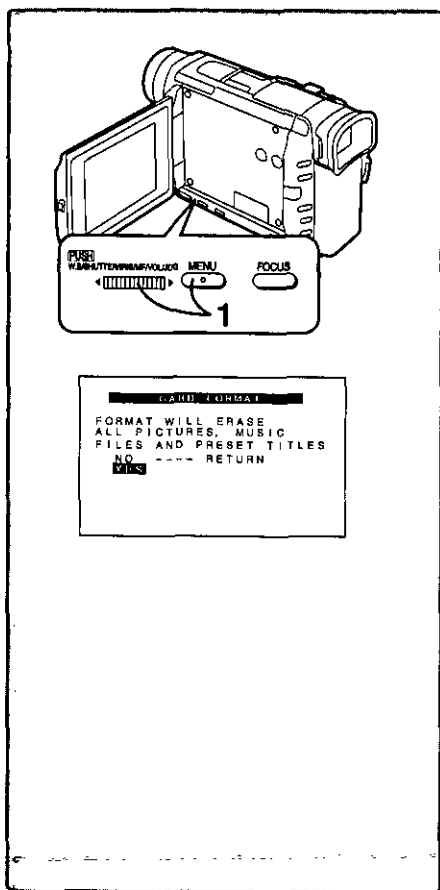 PUSH
W.B/SHUTTER/IRIS/MF/VOL/JOG MENU FOCUS
1
CARD FORMAT
FORMAT WILL ERASE
ALL PICTURES, MUSIC
FILES AND PRESET TITLES
NO ---- RETURN
YES